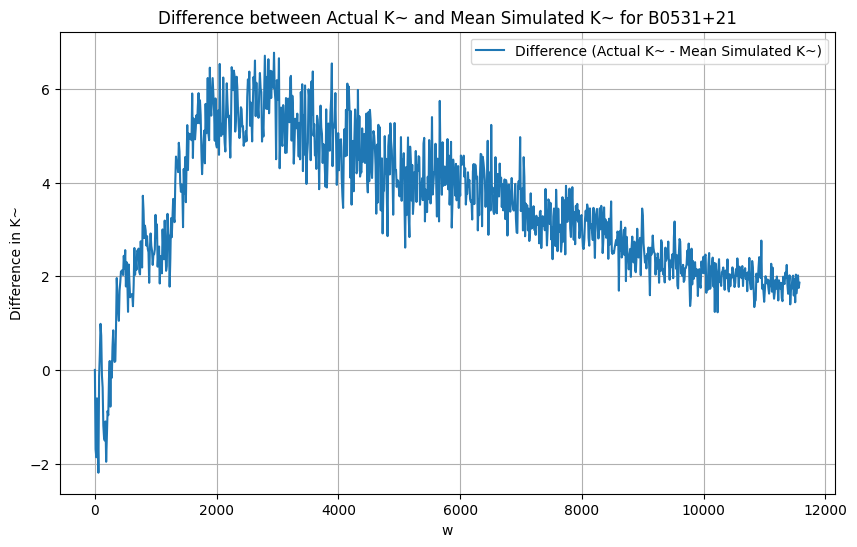 Difference between Actual K~ and Mean Simulated K~ for B0531+21
Difference (Actual K~ - Mean Simulated K~)
Difference in K~
6
4
2
0
−2
0 2000 4000 6000 8000 10000 12000
w